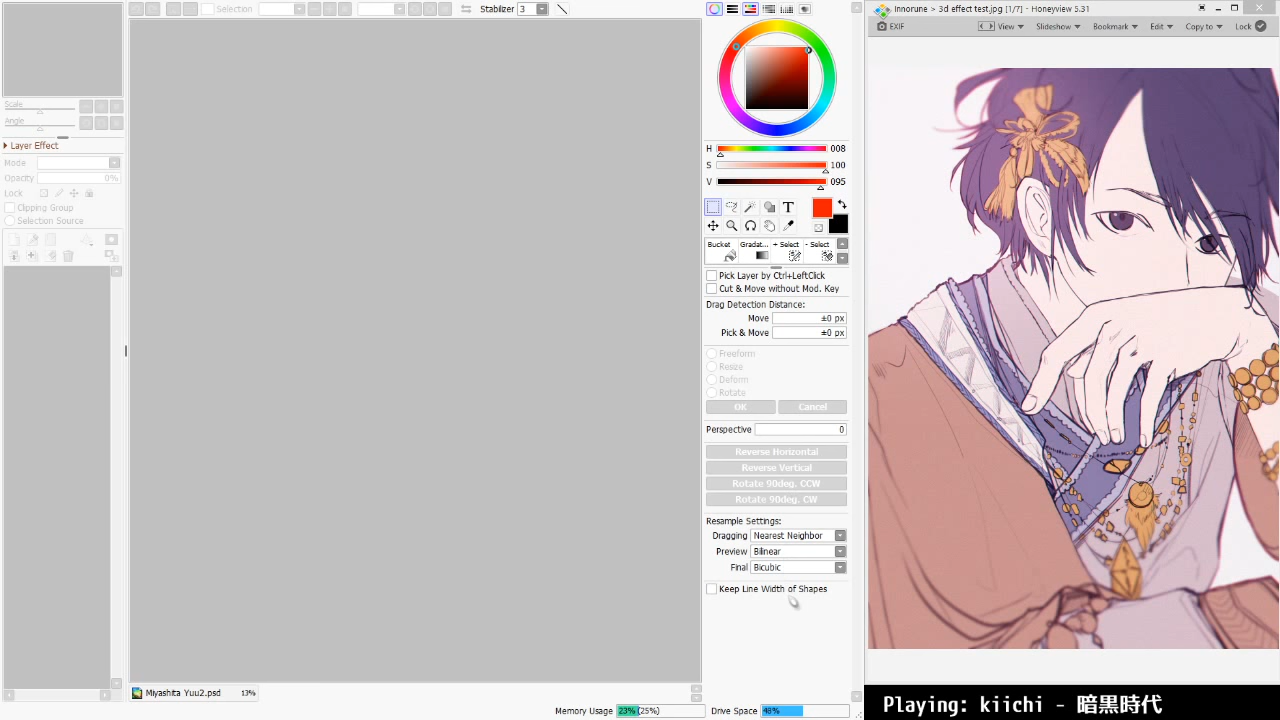 Selection
Stabilizer 3
Scale
Angle
Layer Effect
Mode
Opacity 0%
Lock
Clipping Group
Selection Source
H 008
S 100
V 095
T
Bucket Gradat... + Select - Select
Pick Layer by Ctrl+LeftClick
Cut & Move without Mod. Key
Drag Detection Distance:
Move ±0 px
Pick & Move ±0 px
Freeform
Resize
Deform
Rotate
OK Cancel
Perspective 0
Reverse Horizontal
Reverse Vertical
Rotate 90deg. CCW
Rotate 90deg. CW
Resample Settings:
Dragging Nearest Neighbor
Preview Bilinear
Final Bicubic
Keep Line Width of Shapes
Miyashita Yuu2.psd 13%
Memory Usage 23% (25%) Drive Space 48%
Innorune > 3d effect test.jpg [1/7] - Honeyview 5.31
EXIF View Slideshow Bookmark Edit Copy to Lock
Playing: kiichi - 暗黒時代